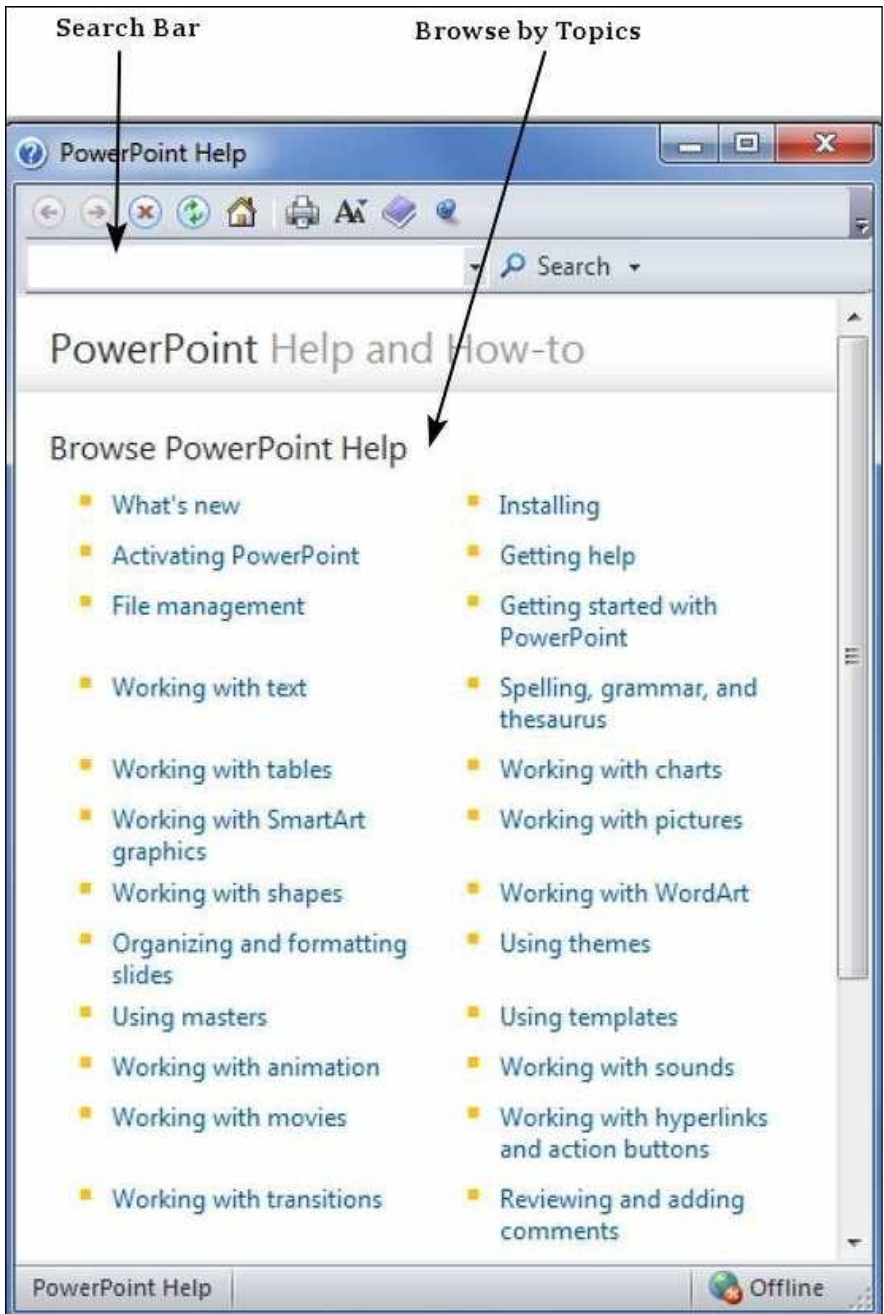 Search Bar
Browse by Topics
PowerPoint Help
Search
PowerPoint Help and How-to
Browse PowerPoint Help
What's new
Installing
Activating PowerPoint
Getting help
File management
Getting started with
PowerPoint
Working with text
Spelling, grammar, and
thesaurus
Working with tables
Working with charts
Working with SmartArt
graphics
Working with pictures
Working with shapes
Working with WordArt
Organizing and formatting
slides
Using themes
Using masters
Using templates
Working with animation
Working with sounds
Working with movies
Working with hyperlinks
and action buttons
Working with transitions
Reviewing and adding
comments
PowerPoint Help
Offline